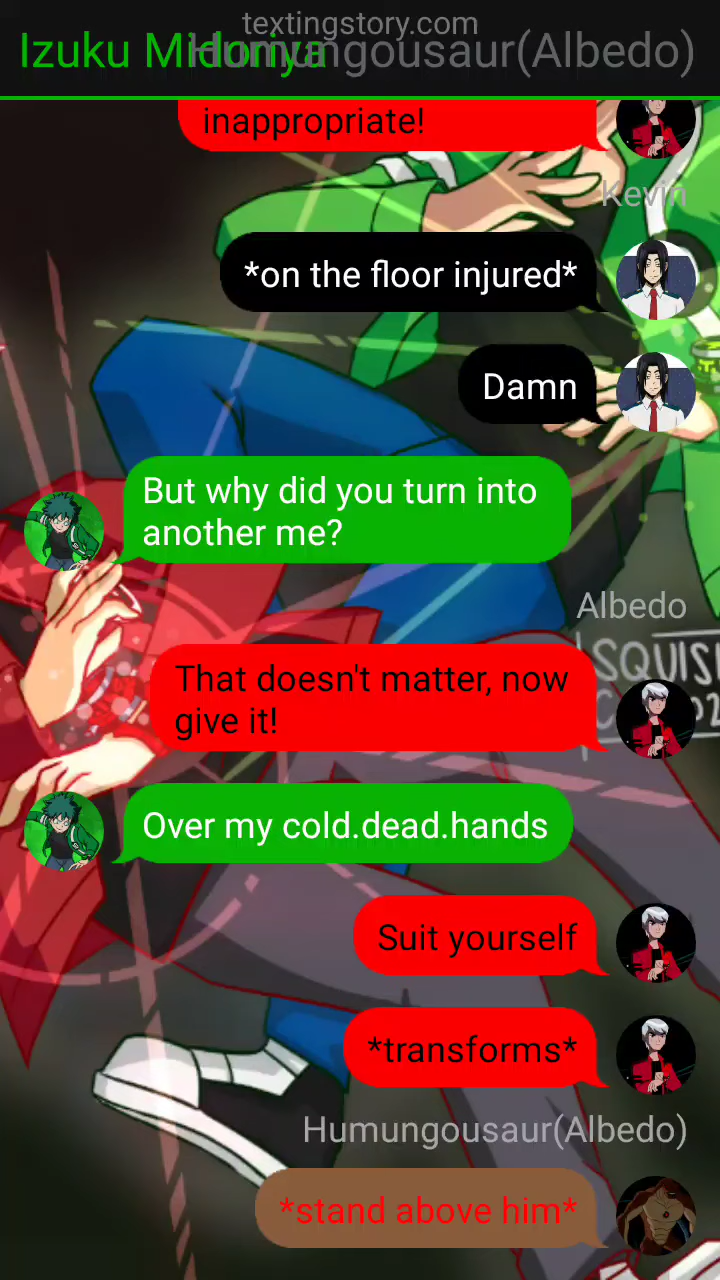 textingstory.com
Izuku Midoriya
Humungousaur(Albedo)
inappropriate!
Kevin
*on the floor injured*
Damn
But why did you turn into
another me?
Albedo
That doesn't matter, now
give it!
Over my cold.dead.hands
Suit yourself
*transforms*
Humungousaur(Albedo)
*stand above him*